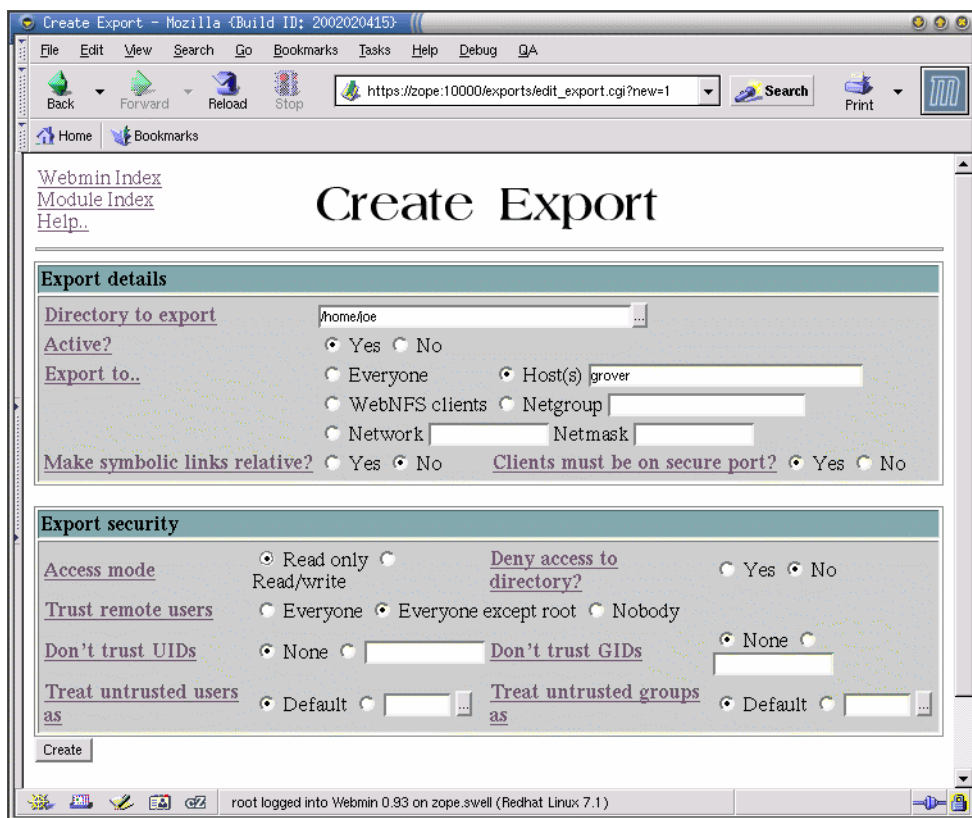 Create Export - Mozilla {Build ID: 2002020415}
File Edit View Search Go Bookmarks Tasks Help Debug QA
Back Forward Reload Stop https://zope:10000/exports/edit_export.cgi?new=1 Search Print
Home Bookmarks
Webmin Index
Module Index
Help..
Create Export
Export details
Directory to export /home/joe ...
Active? Yes No
Export to.. Everyone Host(s) grover
WebNFS clients Netgroup
Network Netmask
Make symbolic links relative? Yes No Clients must be on secure port? Yes No
Export security
Access mode Read only Read/write Deny access to directory? Yes No
Trust remote users Everyone Everyone except root Nobody
Don't trust UIDs None Don't trust GIDs None
Treat untrusted users as Default ... Treat untrusted groups as Default ...
Create
root logged into Webmin 0.93 on zope.swell (Redhat Linux 7.1)